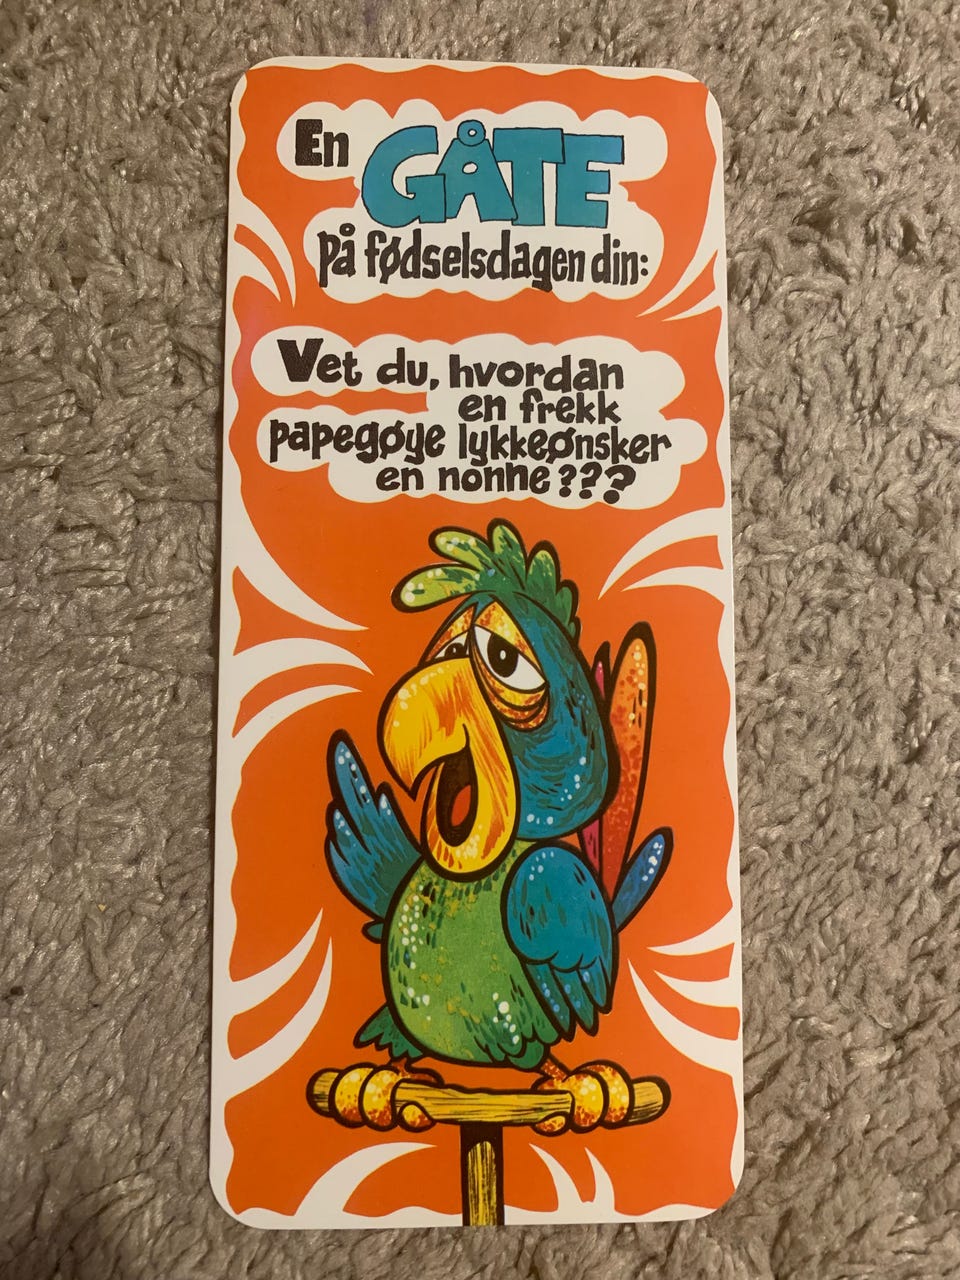 En GÅTE
på fødselsdagen din:
Vet du, hvordan
en frekk
papegøye lykkeønsker
en nonne???